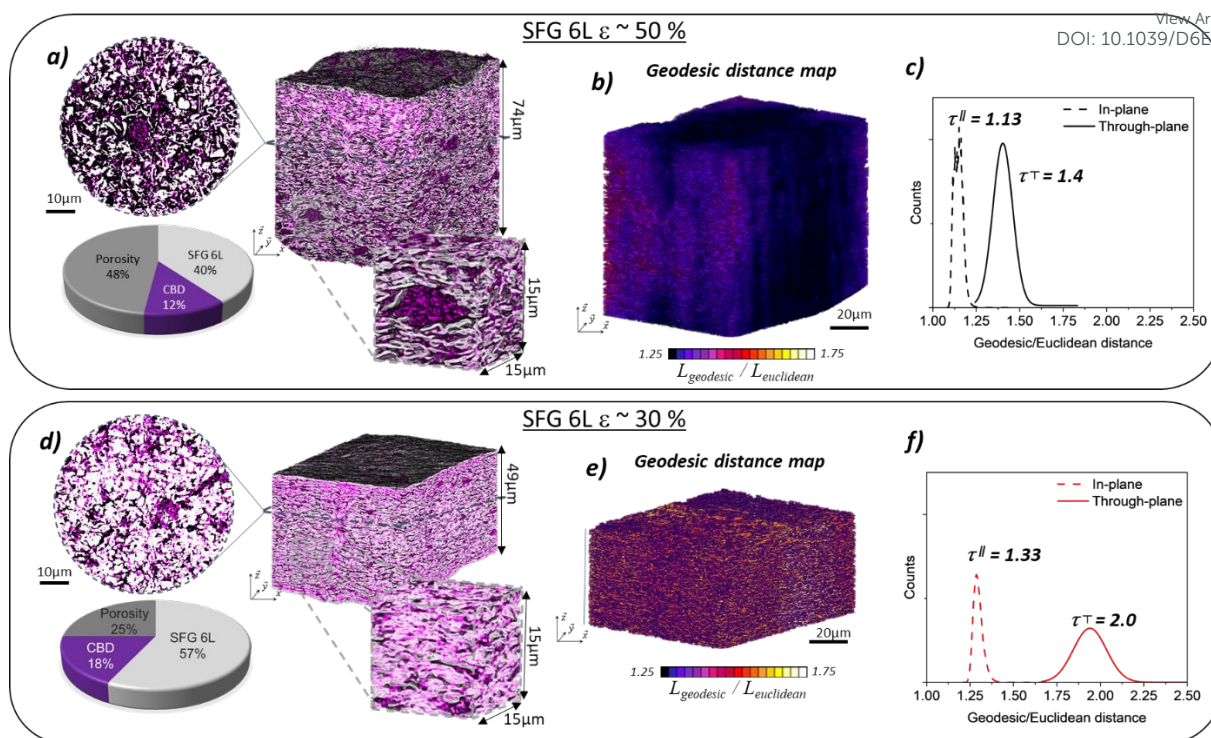 View Ar
DOI: 10.1039/D6E
SFG 6L ε ~ 50 %
a)
10µm
Porosity
48%
SFG 6L
40%
CBD
12%
74µm
z
y
x
15µm
15µm
b)
Geodesic distance map
z
y
x
20µm
1.25
1.75
L geodesic / L euclidean
c)
In-plane
Through-plane
τ// = 1.13
τ⊤ = 1.4
Counts
1.00 1.25 1.50 1.75 2.00 2.25 2.50
Geodesic/Euclidean distance
SFG 6L ε ~ 30 %
d)
10µm
Porosity
25%
CBD
18%
SFG 6L
57%
49µm
z
y
x
15µm
15µm
e)
Geodesic distance map
z
y
x
20µm
1.25
1.75
L geodesic / L euclidean
f)
In-plane
Through-plane
τ// = 1.33
τ⊤ = 2.0
Counts
1.00 1.25 1.50 1.75 2.00 2.25 2.50
Geodesic/Euclidean distance